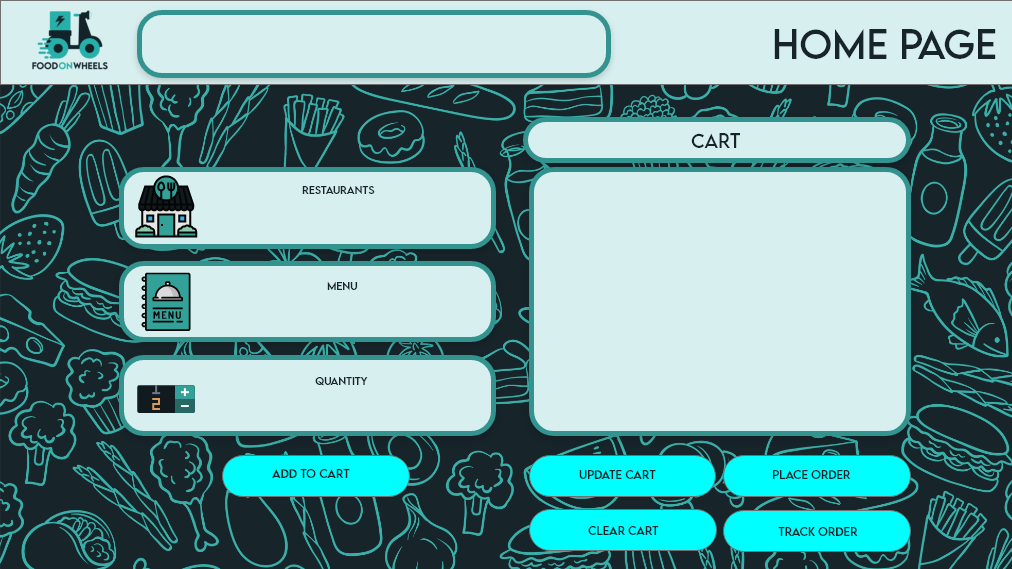 FOODONWHEELS
HOME PAGE
CART
RESTAURANTS
MENU
MENU
QUANTITY
2
+
−
ADD TO CART
UPDATE CART
PLACE ORDER
CLEAR CART
TRACK ORDER